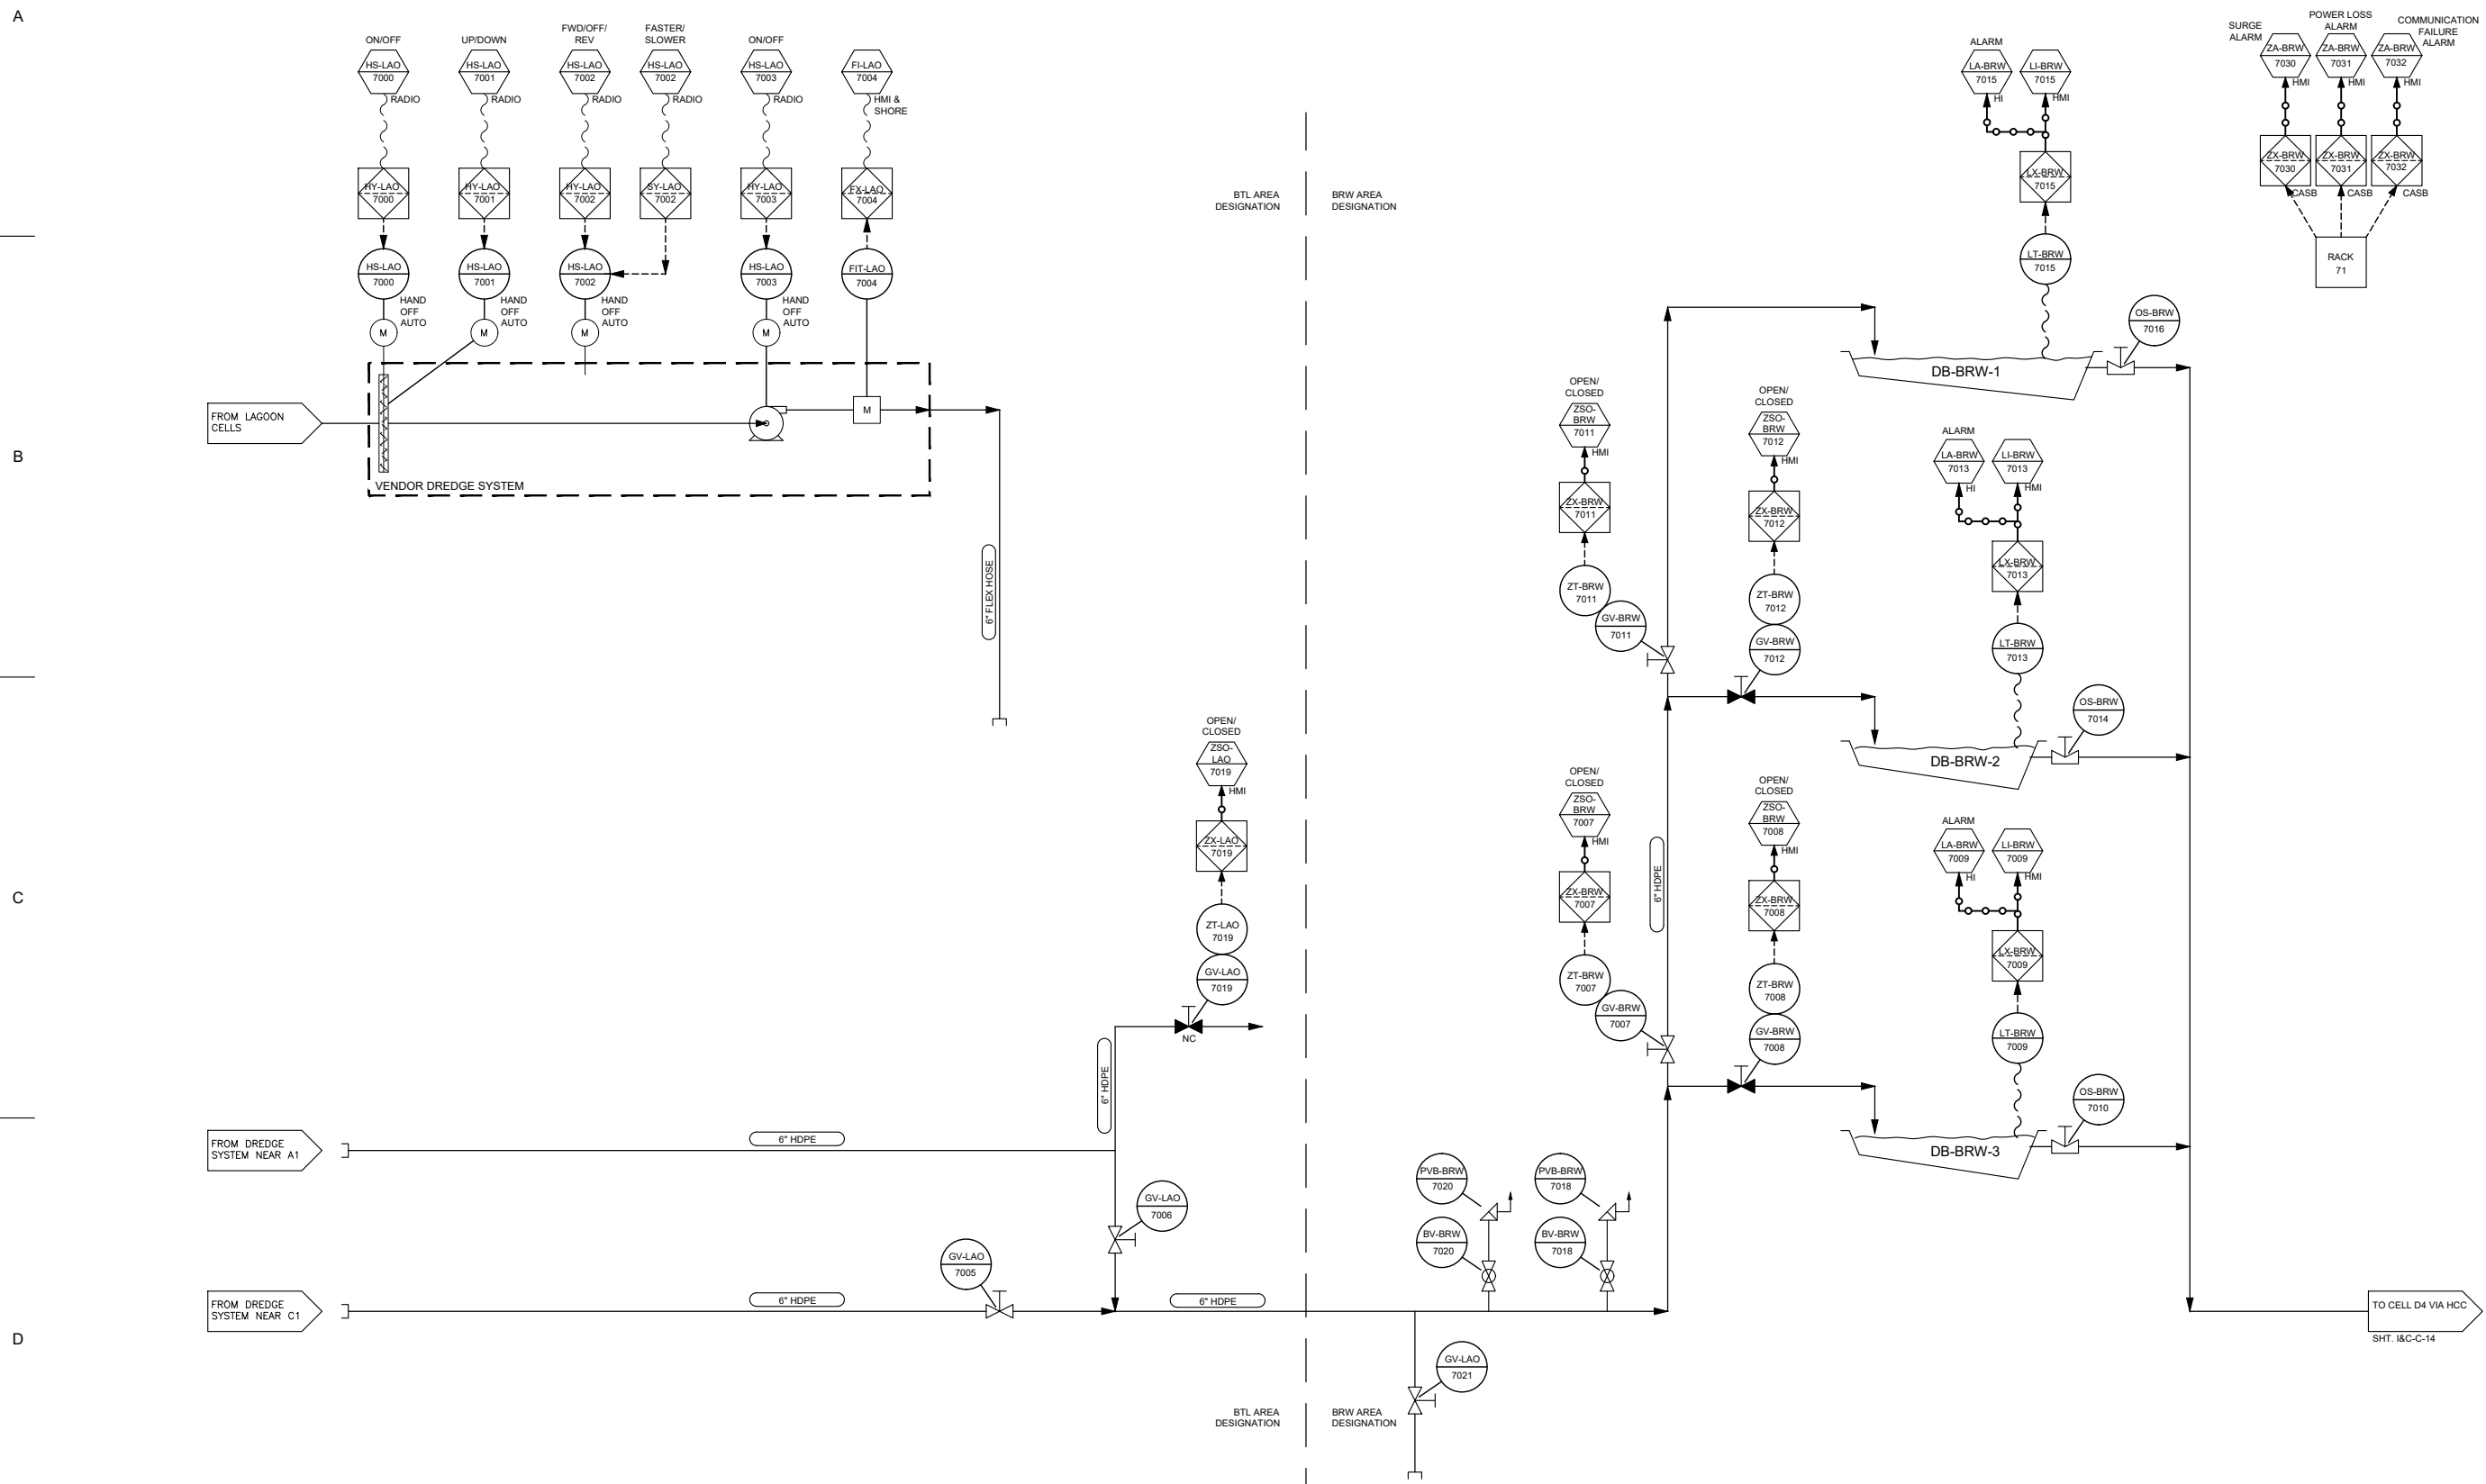 A
B
C
D
ON/OFF
HS-LAO
7000
RADIO
HY-LAO
7000
HS-LAO
7000
HAND
OFF
AUTO
M
UP/DOWN
HS-LAO
7001
RADIO
HY-LAO
7001
HS-LAO
7001
HAND
OFF
AUTO
M
FWD/OFF/
REV
HS-LAO
7002
RADIO
HY-LAO
7002
HS-LAO
7002
HAND
OFF
AUTO
M
FASTER/
SLOWER
HS-LAO
7002
RADIO
SY-LAO
7002
ON/OFF
HS-LAO
7003
RADIO
HY-LAO
7003
HS-LAO
7003
HAND
OFF
AUTO
M
FI-LAO
7004
HMI &
SHORE
FX-LAO
7004
FIT-LAO
7004
M
FROM LAGOON
CELLS
VENDOR DREDGE SYSTEM
6" FLEX HOSE
BTL AREA
DESIGNATION
BRW AREA
DESIGNATION
OPEN/
CLOSED
ZSO-
LAO
7019
HMI
ZX-LAO
7019
ZT-LAO
7019
GV-LAO
7019
NC
6" HDPE
FROM DREDGE
SYSTEM NEAR A1
6" HDPE
GV-LAO
7006
GV-LAO
7005
FROM DREDGE
SYSTEM NEAR C1
6" HDPE
6" HDPE
BTL AREA
DESIGNATION
BRW AREA
DESIGNATION
GV-LAO
7021
PVB-BRW
7020
BV-BRW
7020
PVB-BRW
7018
BV-BRW
7018
OPEN/
CLOSED
ZSO-
BRW
7011
HMI
ZX-BRW
7011
ZT-BRW
7011
GV-BRW
7011
OPEN/
CLOSED
ZSO-
BRW
7012
HMI
ZX-BRW
7012
ZT-BRW
7012
GV-BRW
7012
OPEN/
CLOSED
ZSO-
BRW
7007
HMI
ZX-BRW
7007
ZT-BRW
7007
GV-BRW
7007
6" HDPE
OPEN/
CLOSED
ZSO-
BRW
7008
HMI
ZX-BRW
7008
ZT-BRW
7008
GV-BRW
7008
ALARM
LA-BRW
7015
HI
LI-BRW
7015
HMI
LX-BRW
7015
LT-BRW
7015
DB-BRW-1
OS-BRW
7016
ALARM
LA-BRW
7013
HI
LI-BRW
7013
HMI
LX-BRW
7013
LT-BRW
7013
DB-BRW-2
OS-BRW
7014
ALARM
LA-BRW
7009
HI
LI-BRW
7009
HMI
LX-BRW
7009
LT-BRW
7009
DB-BRW-3
OS-BRW
7010
SURGE
ALARM
ZA-BRW
7030
HMI
ZX-BRW
7030
CASB
POWER LOSS
ALARM
ZA-BRW
7031
HMI
ZX-BRW
7031
CASB
COMMUNICATION
FAILURE
ALARM
ZA-BRW
7032
HMI
ZX-BRW
7032
CASB
RACK
71
TO CELL D4 VIA HCC
SHT. I&C-C-14